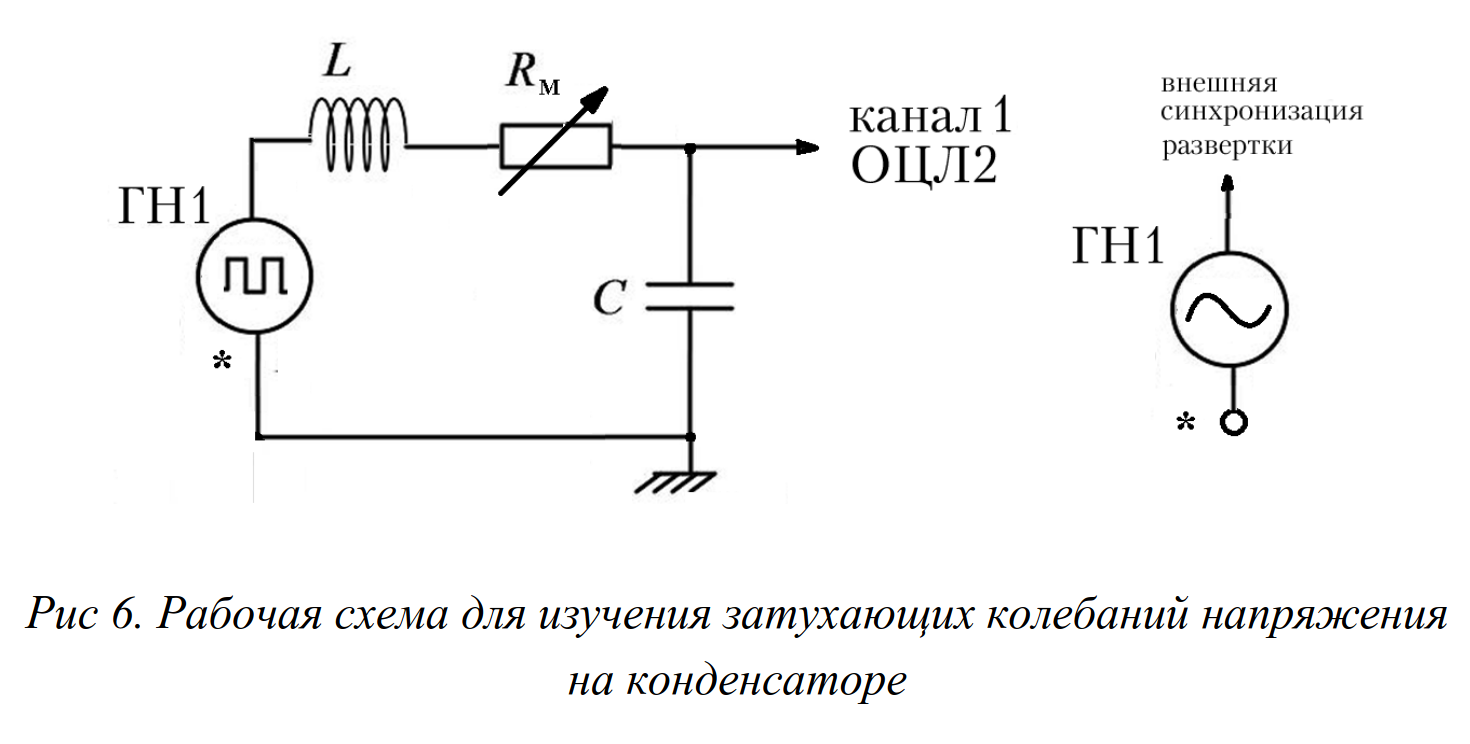 L
Rм
канал 1
ОЦЛ2
ГН1
*
C
внешняя
синхронизация
развертки
ГН1
*
Рис 6. Рабочая схема для изучения затухающих колебаний напряжения
на конденсаторе